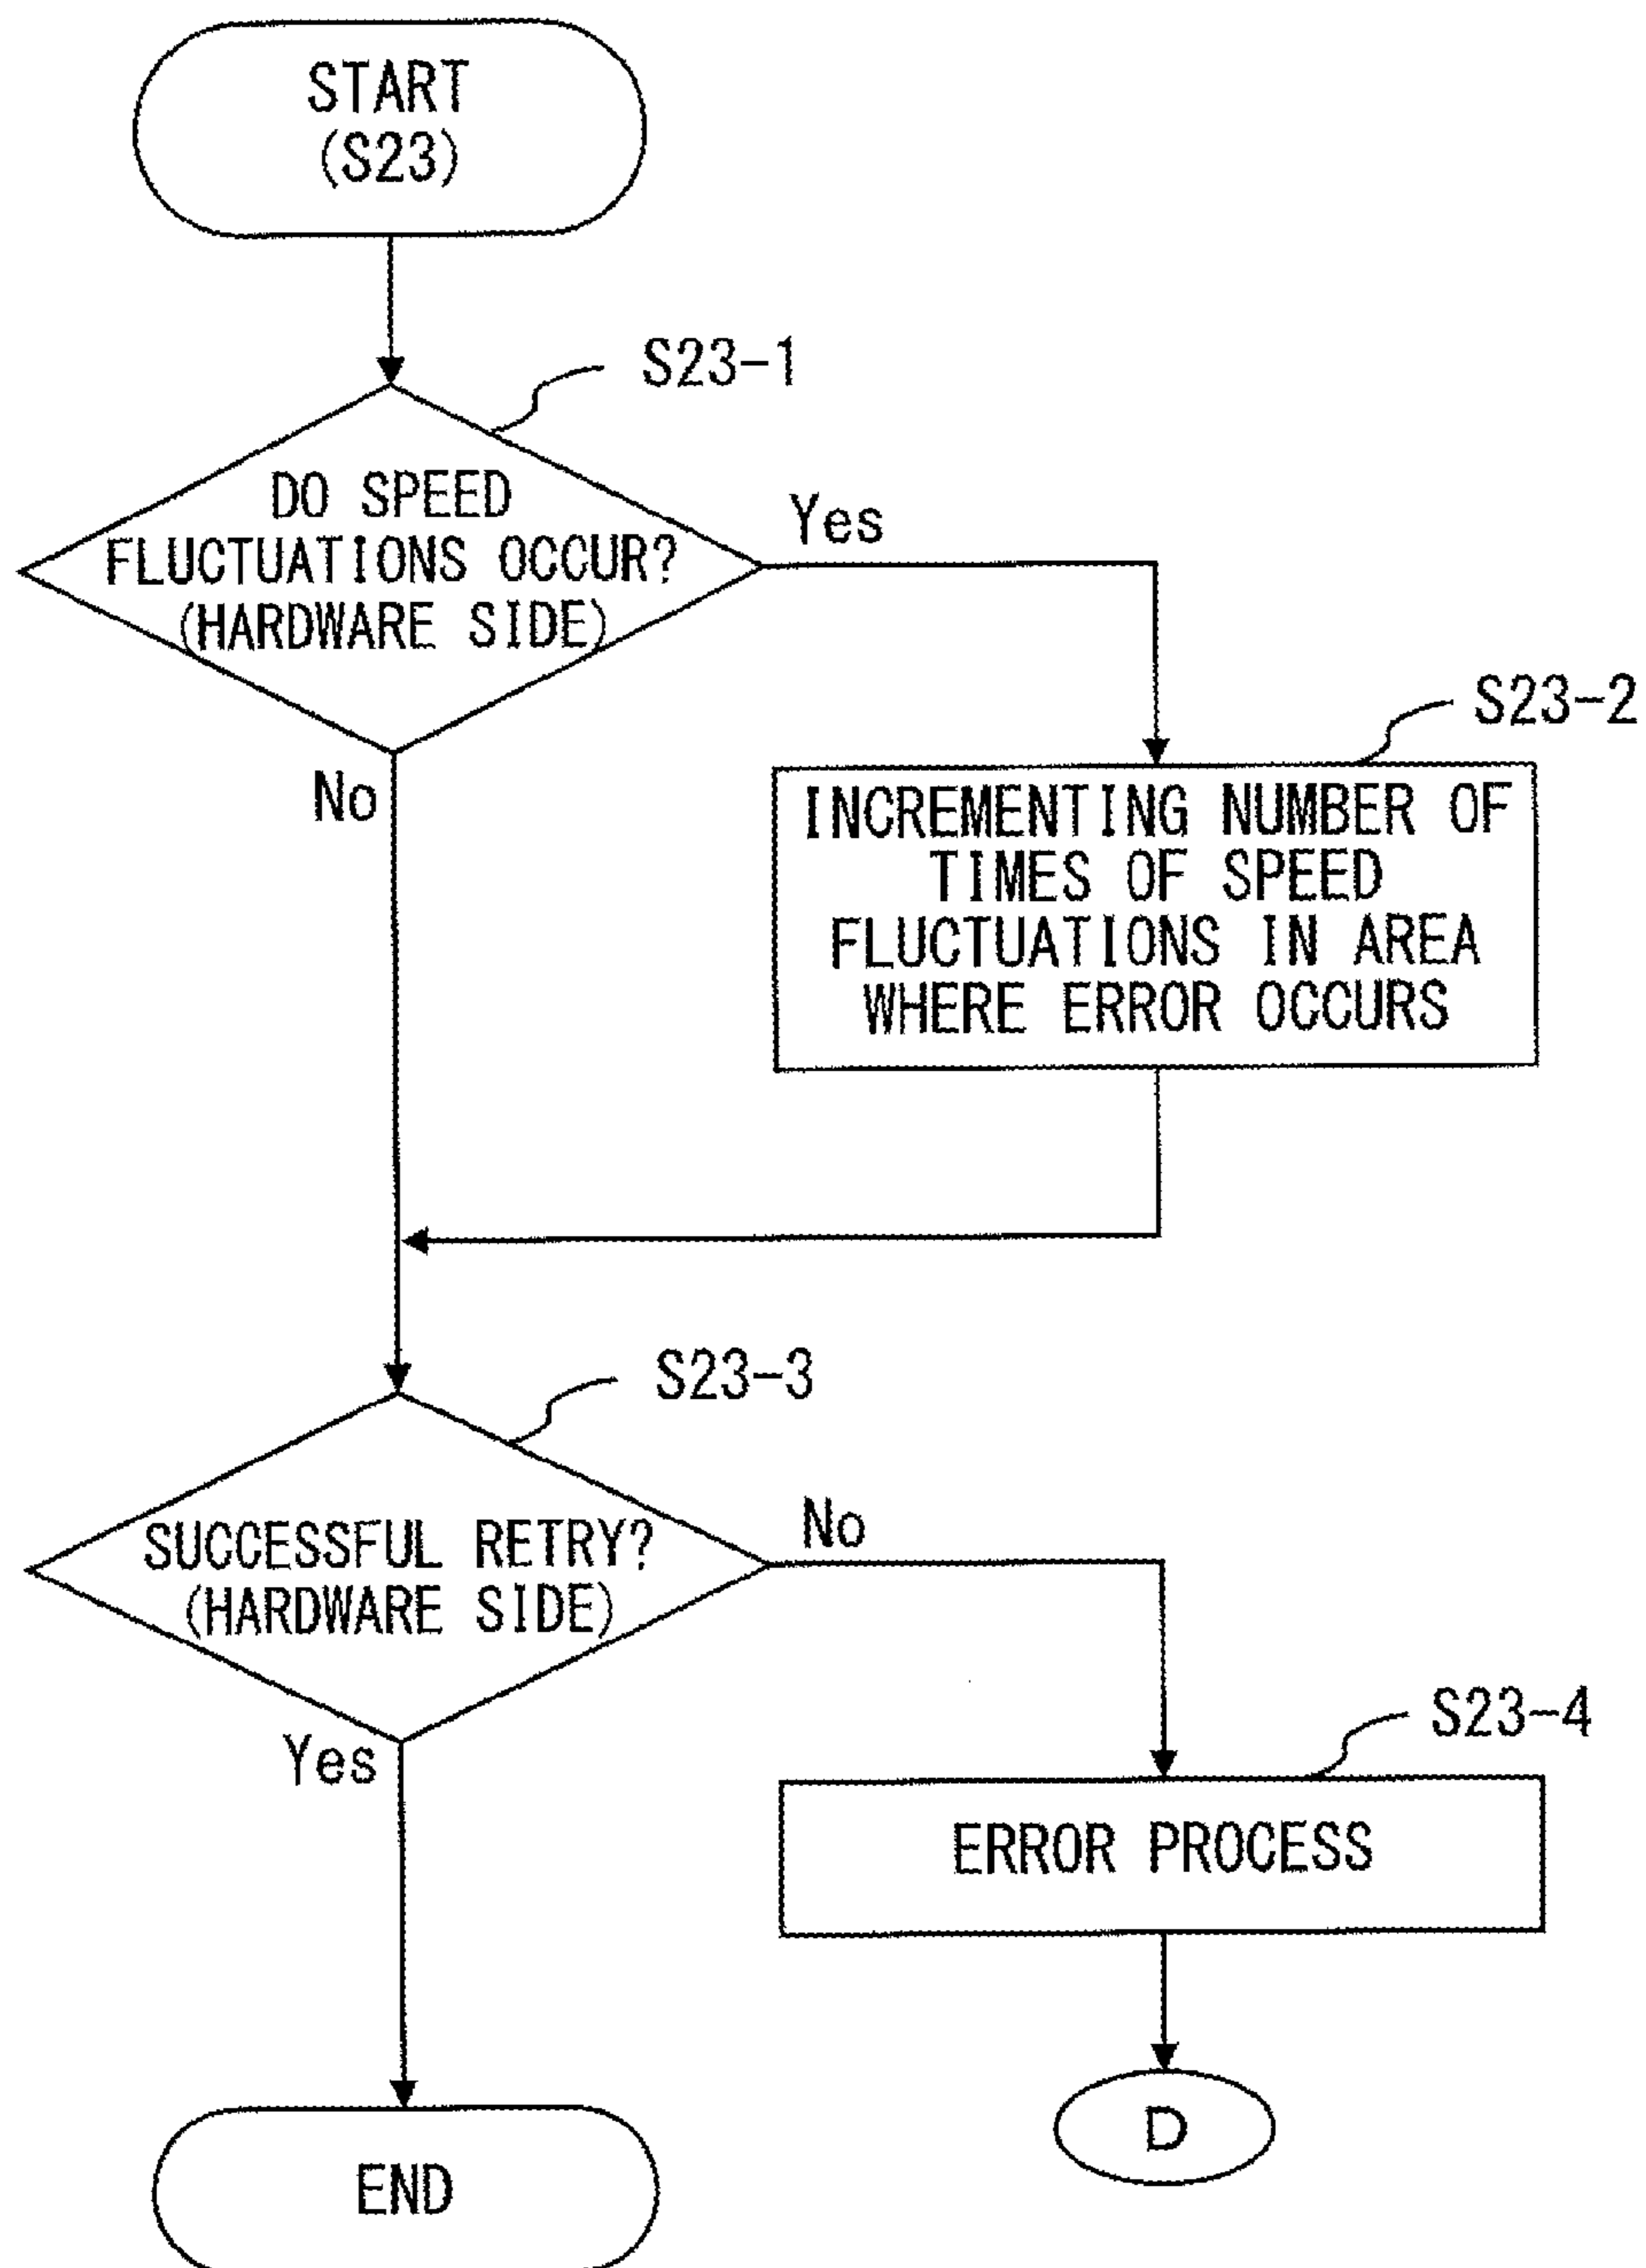 START
(S23)
S23-1
DO SPEED
FLUCTUATIONS OCCUR?
(HARDWARE SIDE)
Yes
No
S23-2
INCREMENTING NUMBER OF
TIMES OF SPEED
FLUCTUATIONS IN AREA
WHERE ERROR OCCURS
S23-3
SUCCESSFUL RETRY?
(HARDWARE SIDE)
No
Yes
S23-4
ERROR PROCESS
D
END